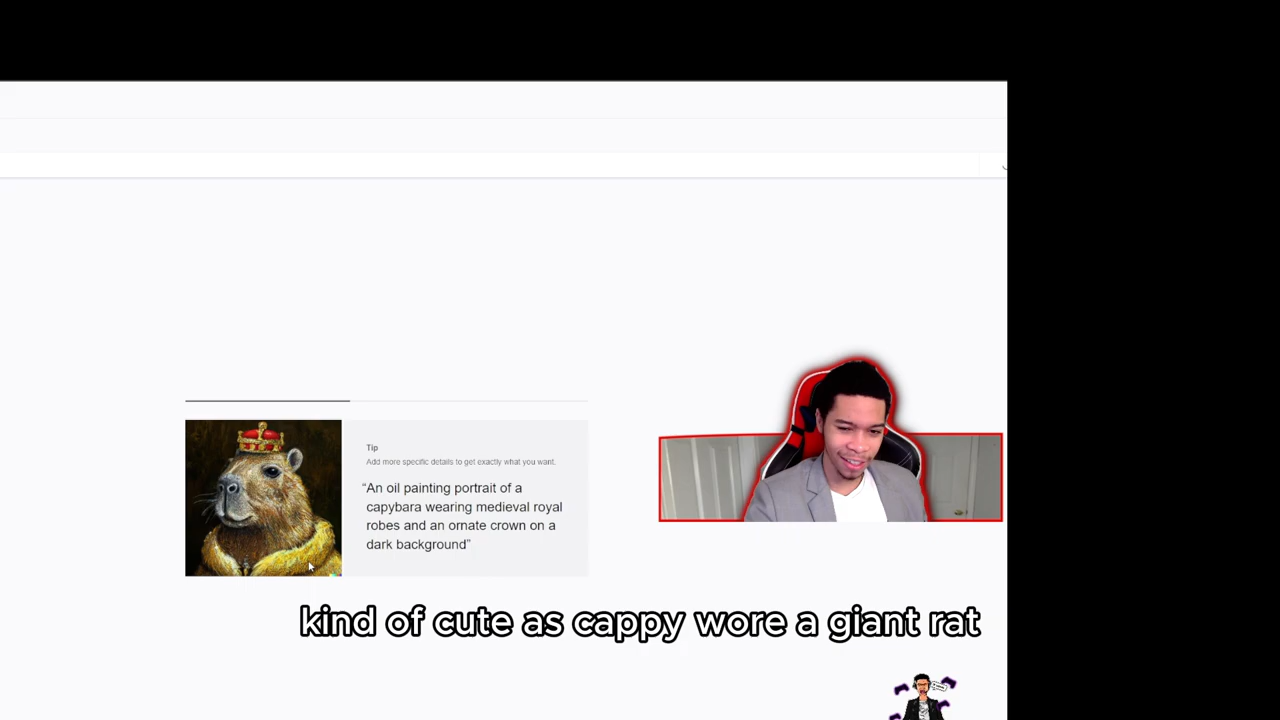 Tip
Add more specific details to get exactly what you want.
“An oil painting portrait of a
capybara wearing medieval royal
robes and an ornate crown on a
dark background”
kind of cute as cappy wore a giant rat